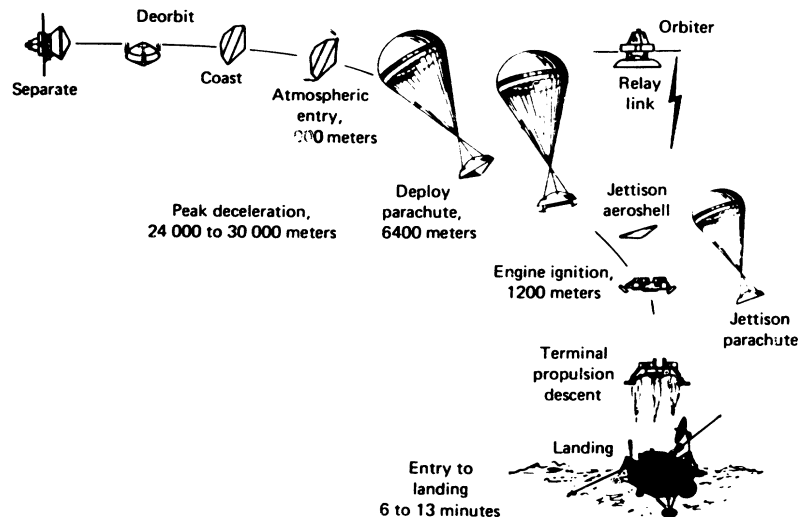 Deorbit
Separate
Coast
Atmospheric
entry,
meters
Peak deceleration,
24 000 to 30 000 meters
Deploy
parachute,
6400 meters
Orbiter
Relay
link
Jettison
aeroshell
Engine ignition,
1200 meters
Jettison
parachute
Terminal
propulsion
descent
Landing
Entry to
landing
6 to 13 minutes